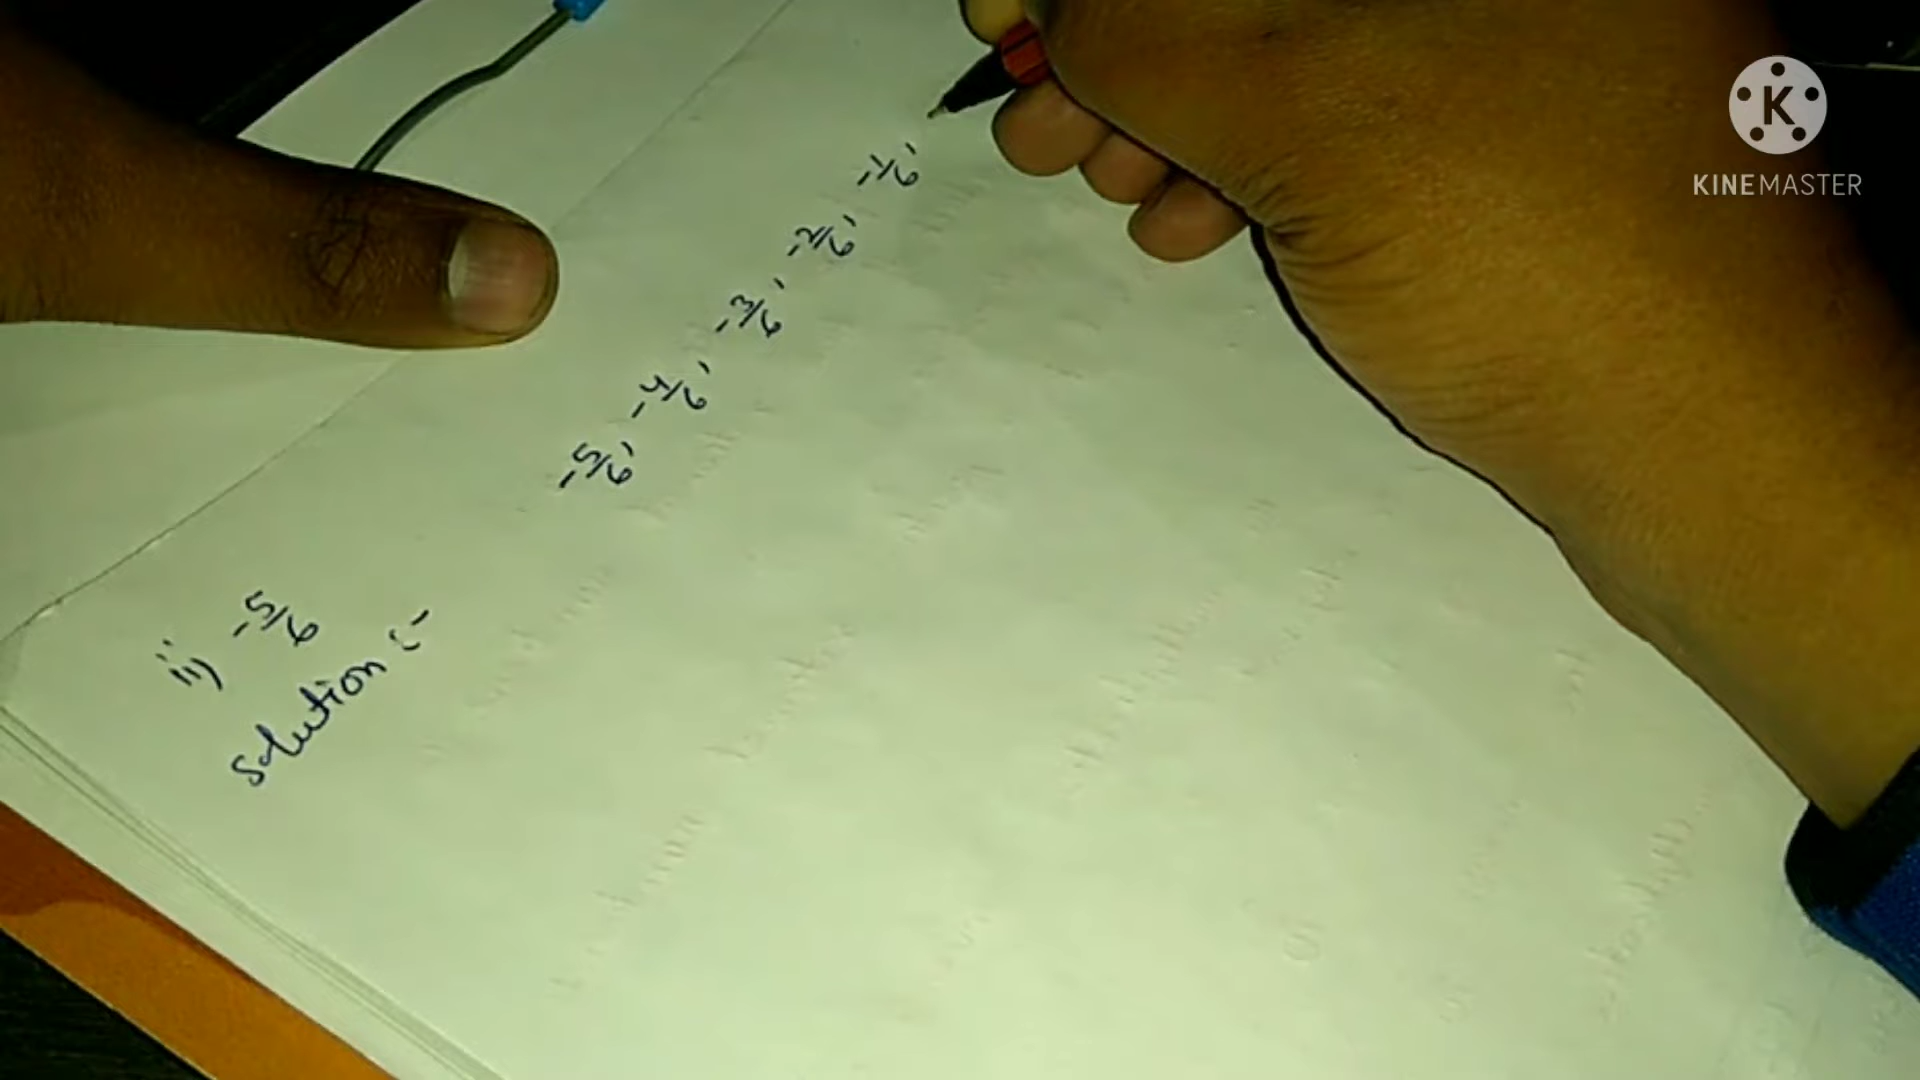 ii) -5/6
solution :-
-5/6, -4/6, -3/6, -2/6, -1/6,
K
KINEMASTER